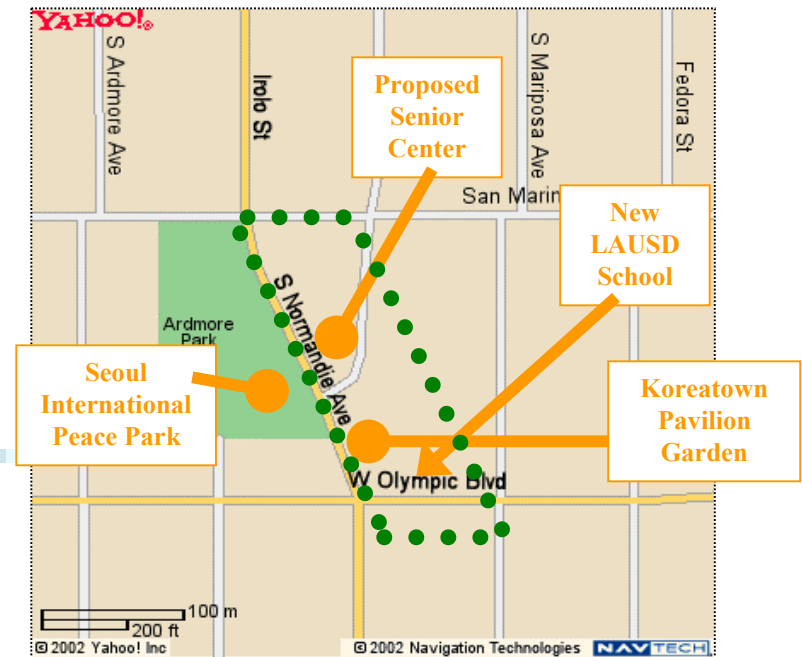 YAHOO!®
S Ardmore Ave
Irolo St
S Mariposa Ave
Fedora St
Proposed
Senior
Center
San Marin
New
LAUSD
School
S Normandie Ave
Ardmore
Park
Seoul
International
Peace Park
Koreatown
Pavilion
Garden
W Olympic Blvd
100 m
200 ft
© 2002 Yahoo! Inc
© 2002 Navigation Technologies
NAVTECH